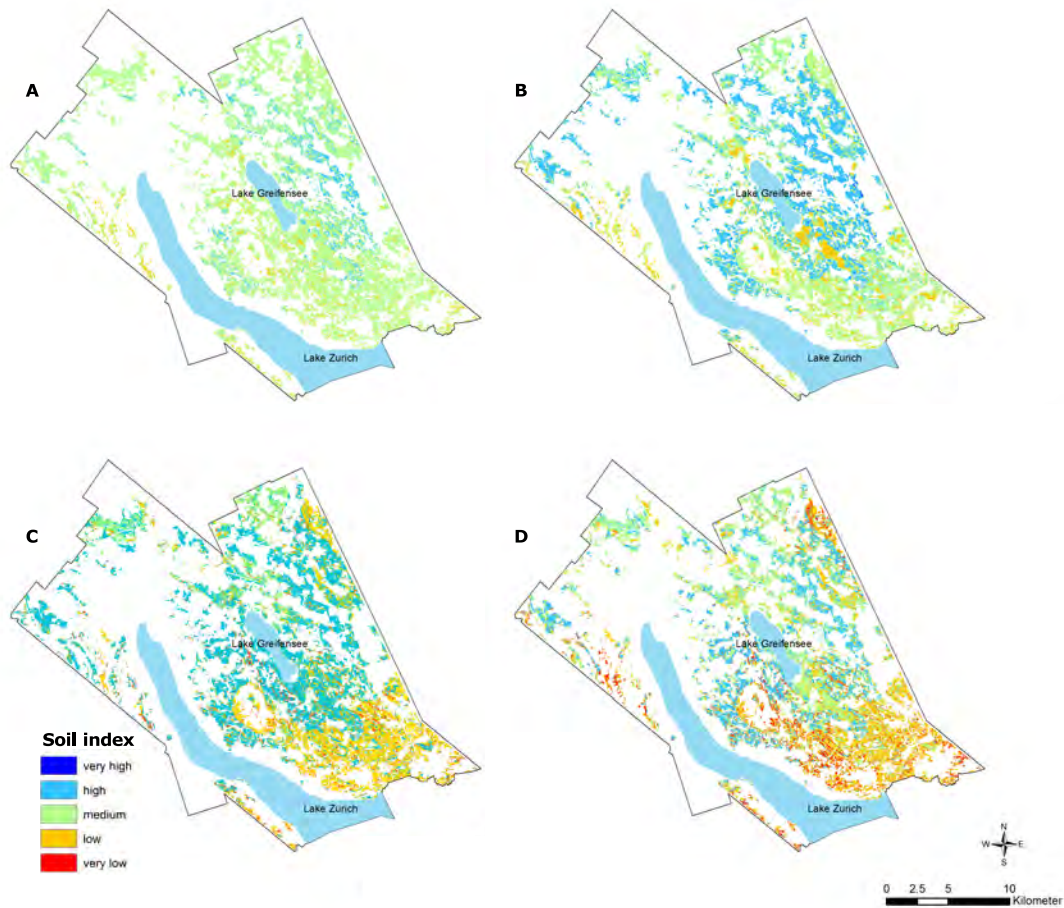 A
B
Lake Greifensee
Lake Greifensee
Lake Zurich
Lake Zurich
C
D
Lake Greifensee
Lake Greifensee
Soil index
very high
high
medium
low
very low
Lake Zurich
Lake Zurich
N
W E
S
0 2.5 5 10
Kilometer